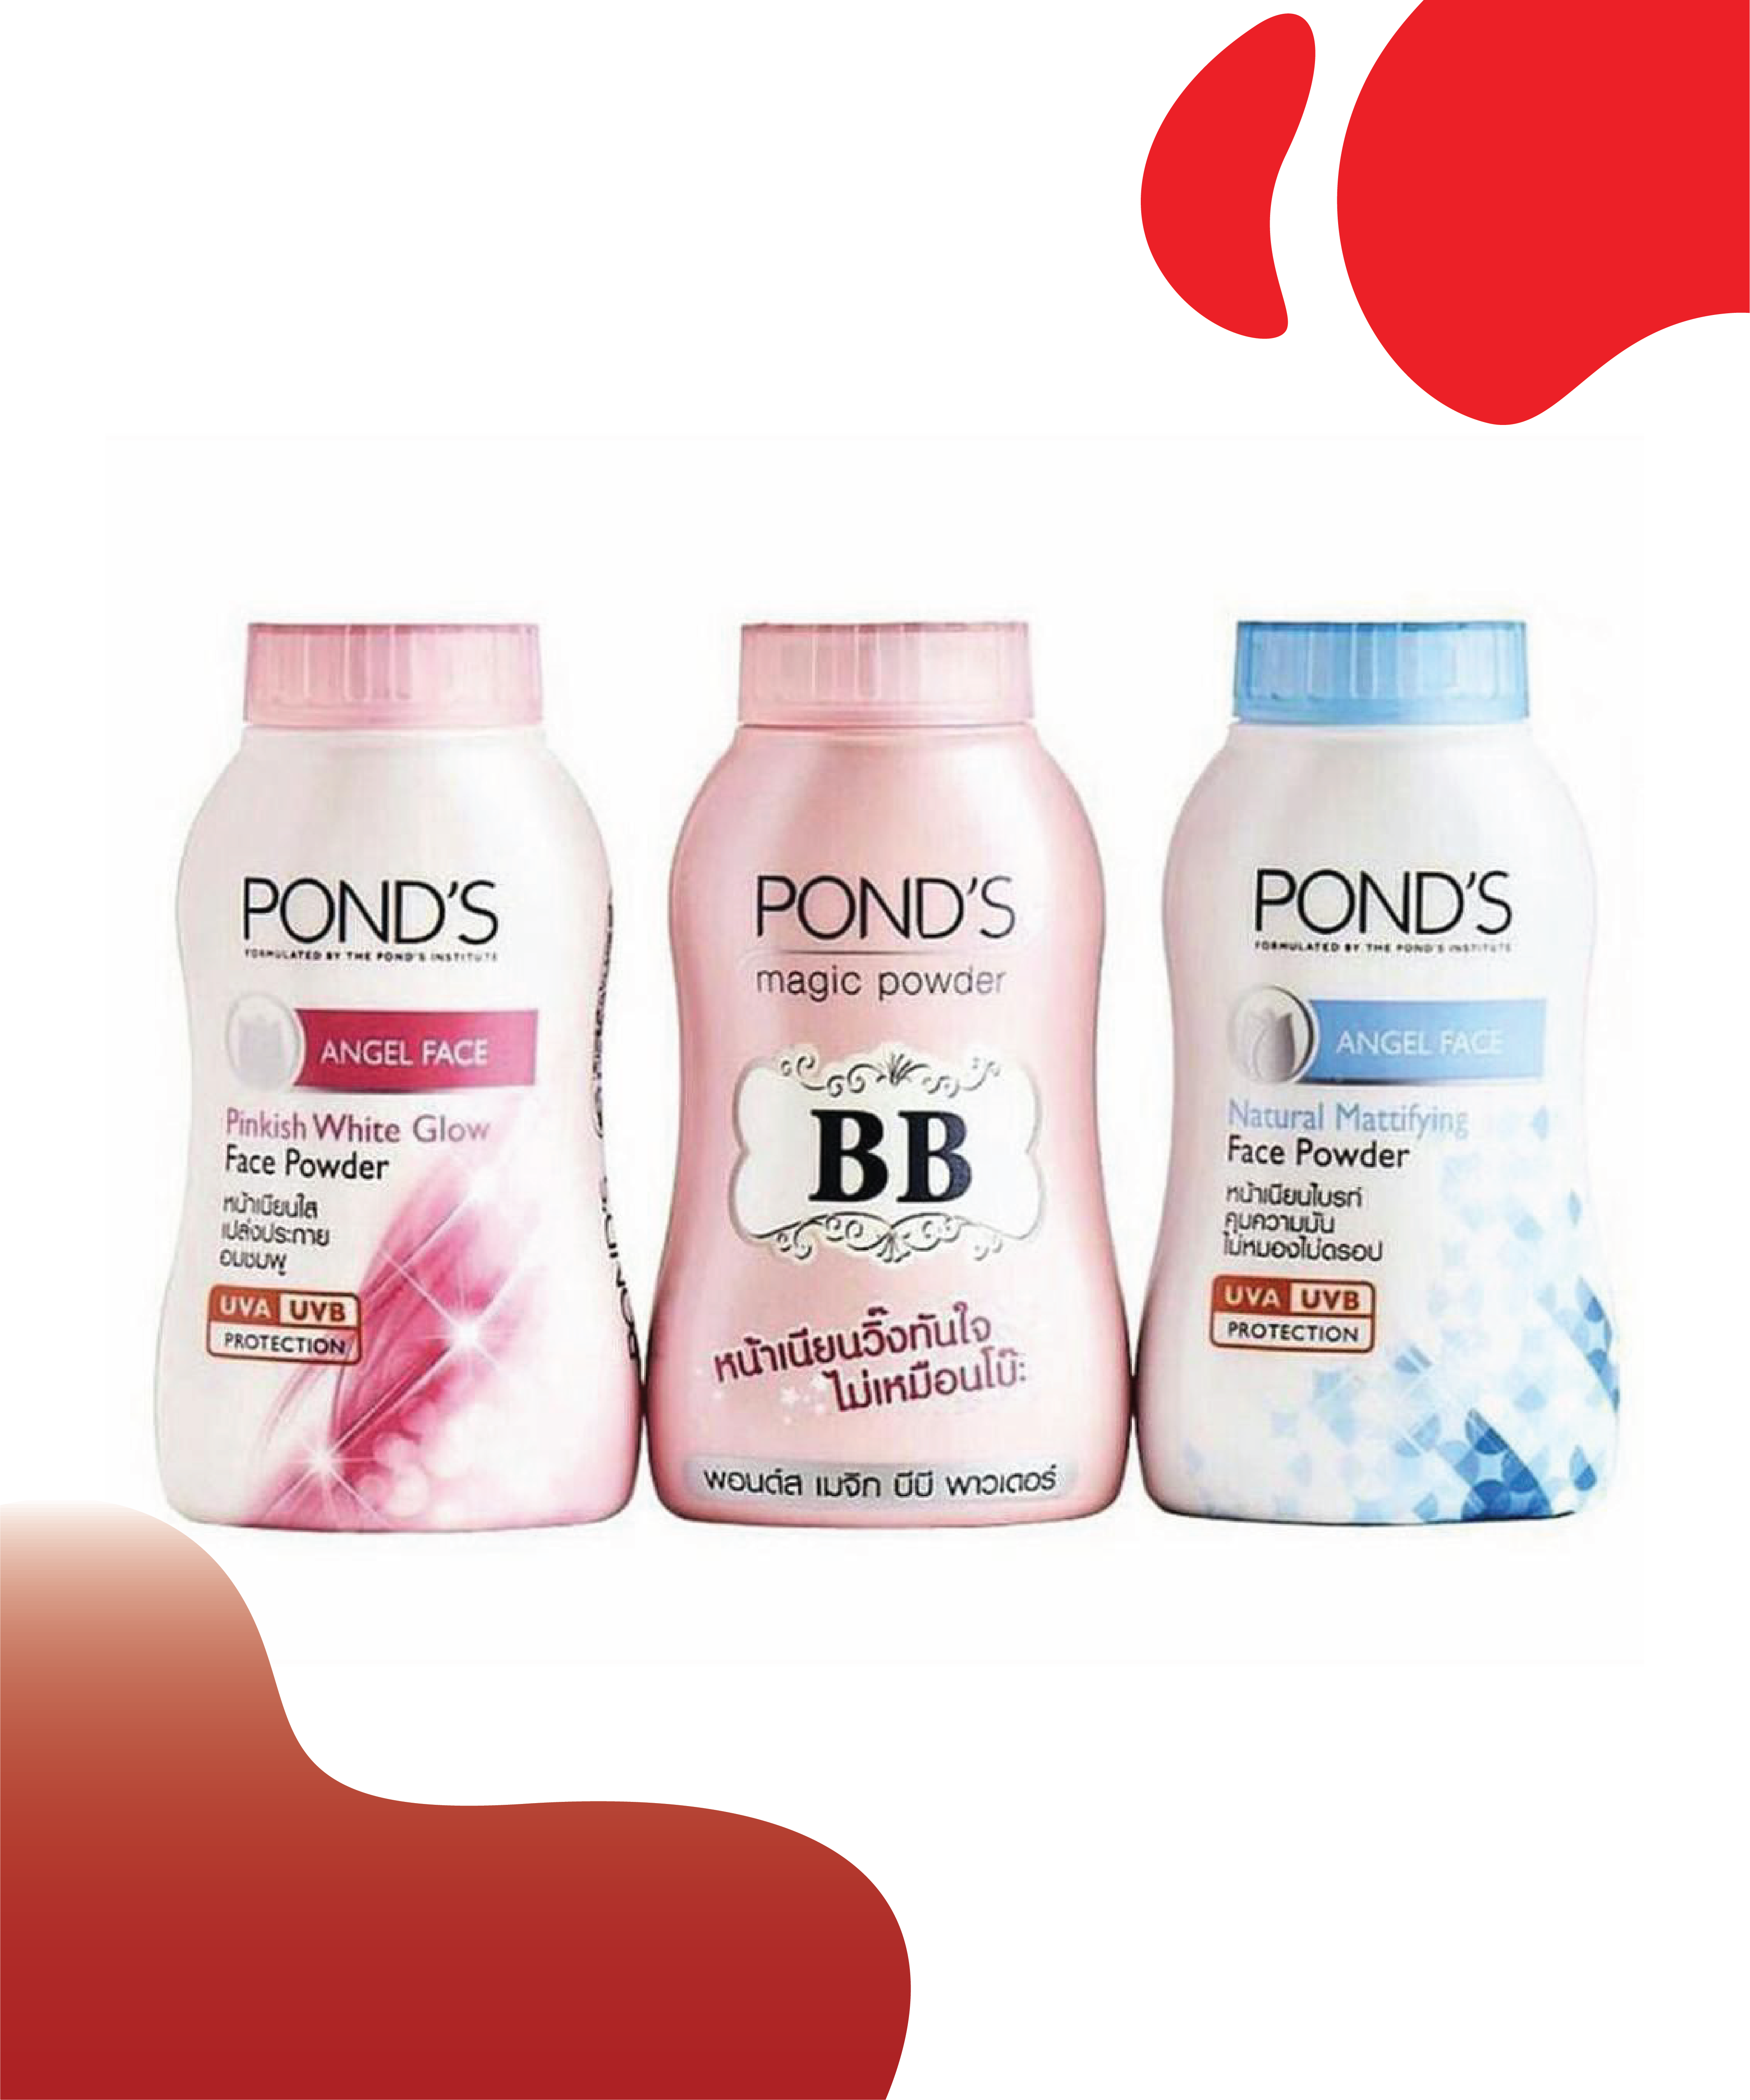 POND'S
FORMULATED BY THE POND'S INSTITUTE
ANGEL FACE
Pinkish White Glow
Face Powder
หน้าเนียนใส
เปล่งประกาย
อมชมพู
UVA UVB
PROTECTION
POND'S
magic powder
BB
หน้าเนียนวิ๊งทันใจ
ไม่เหมือนโบ๊ะ
พอนด์ส เมจิก บีบี พาวเดอร์
POND'S
FORMULATED BY THE POND'S INSTITUTE
ANGEL FACE
Natural Mattifying
Face Powder
หน้าเนียนไบรท์
คุมความมัน
ไม่หมองไม่ดรอป
UVA UVB
PROTECTION